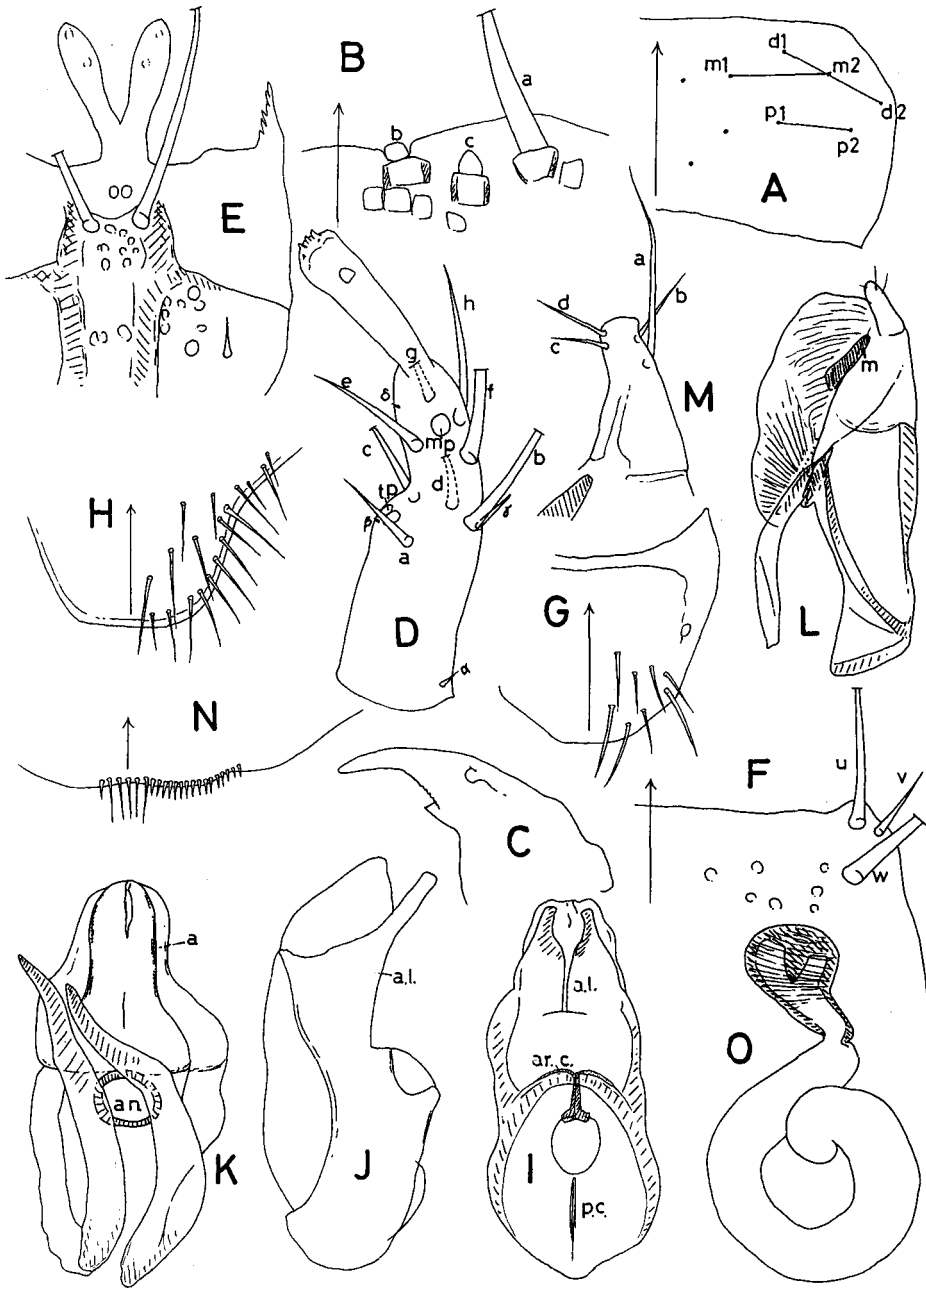 B
a
b
c
d1
m1
m2
d2
p1
p2
A
E
a
b
d
c
M
m
L
h
g
δ
e
f
mp
c
d
b
tp
β
γ
a
D
α
H
G
N
C
F
u
v
w
a
an
K
a.l.
J
a.l.
ar.c.
I
p.c.
O